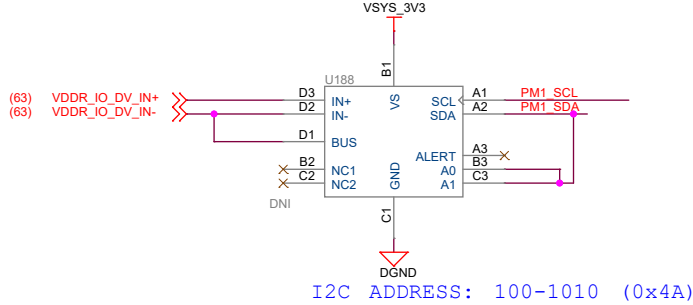 VSYS_3V3
B1
U188
(63) VDDR_IO_DV_IN+ D3 IN+ VS SCL A1 PM1_SCL
(63) VDDR_IO_DV_IN- D2 IN- SDA A2 PM1_SDA
D1 BUS
ALERT A3
B2 NC1 A0 B3
C2 NC2 GND A1 C3
DNI
C1
DGND
I2C ADDRESS: 100-1010 (0x4A)